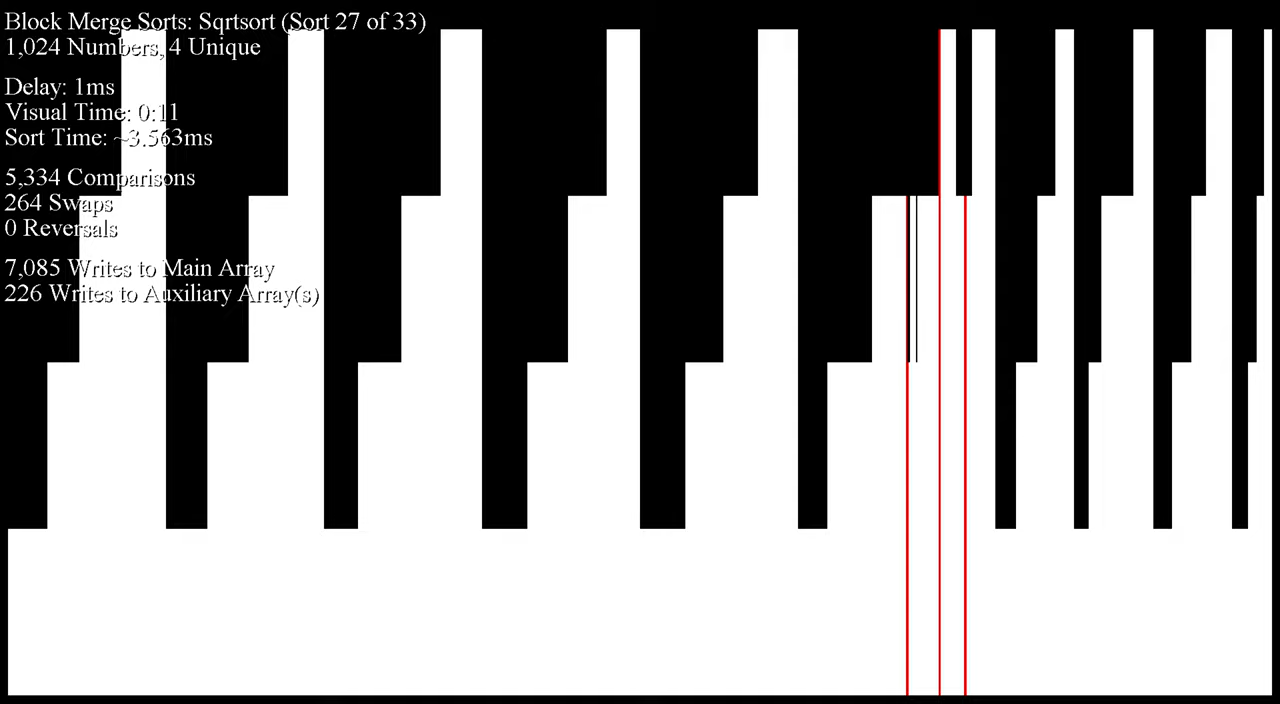 Block Merge Sorts: Sqrtsort (Sort 27 of 33)
1,024 Numbers, 4 Unique
Delay: 1ms
Visual Time: 0:11
Sort Time: ~3.563ms
5,334 Comparisons
264 Swaps
0 Reversals
7,085 Writes to Main Array
226 Writes to Auxiliary Array(s)